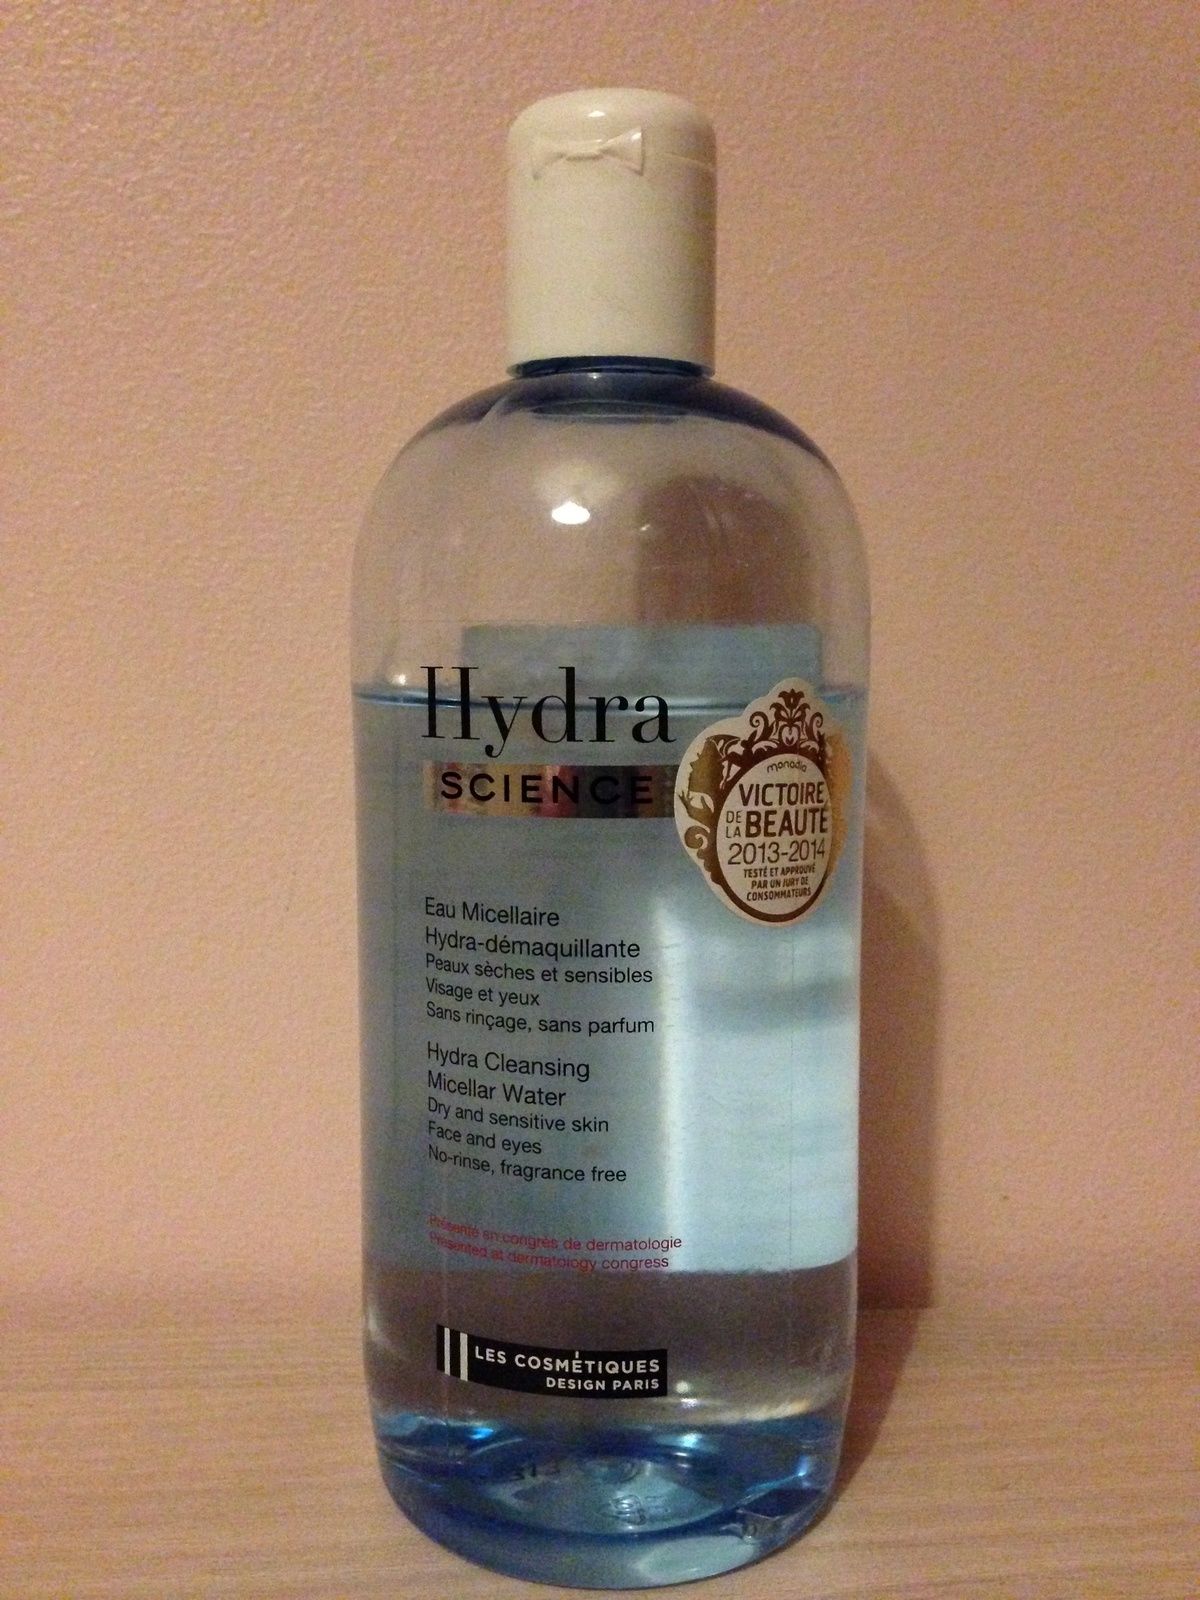 Hydra
SCIENCE
monadia
VICTOIRE
DE LA BEAUTÉ
2013-2014
TESTÉ ET APPROUVÉ
PAR UN JURY DE
CONSOMMATEURS
Eau Micellaire
Hydra-démaquillante
Peaux sèches et sensibles
Visage et yeux
Sans rinçage, sans parfum
Hydra Cleansing
Micellar Water
Dry and sensitive skin
Face and eyes
No-rinse, fragrance free
Présenté en congrès de dermatologie
Presented at dermatology congress
LES COSMÉTIQUES
DESIGN PARIS